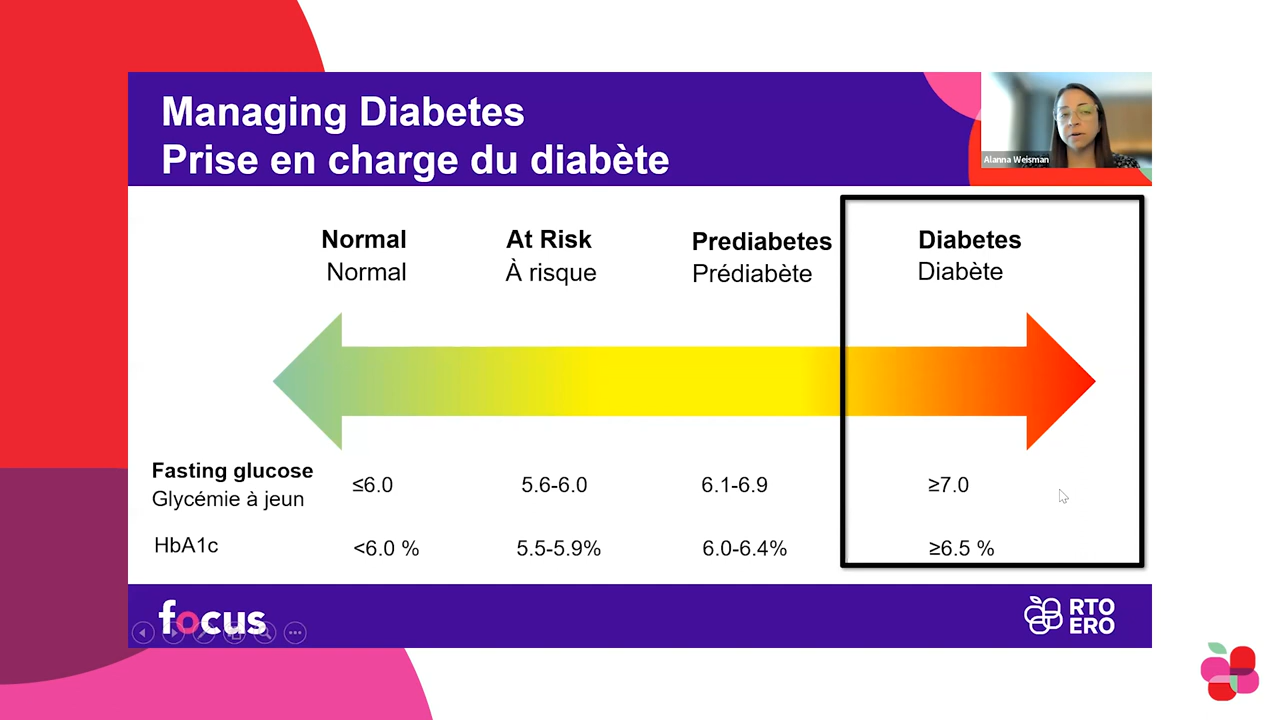 Managing Diabetes
Prise en charge du diabète
Alanna Weisman
Normal At Risk Prediabetes Diabetes
Normal À risque Prédiabète Diabète
Fasting glucose
Glycémie à jeun ≤6.0 5.6-6.0 6.1-6.9 ≥7.0
HbA1c <6.0 % 5.5-5.9% 6.0-6.4% ≥6.5 %
focus
RTO
ERO